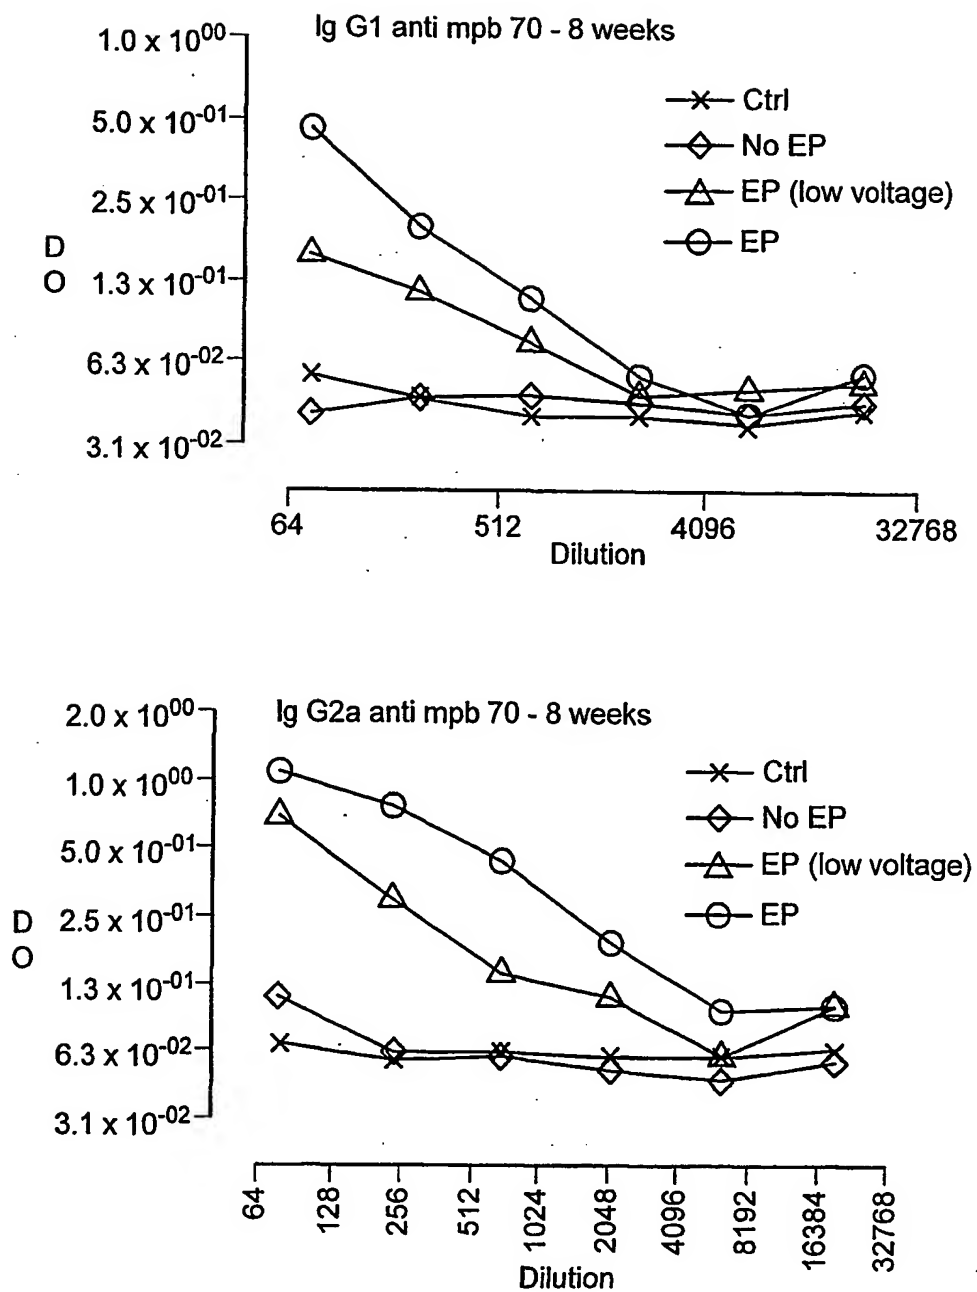 Ig G1 anti mpb 70 - 8 weeks
1.0 x 10^00
5.0 x 10^-01
2.5 x 10^-01
1.3 x 10^-01
6.3 x 10^-02
3.1 x 10^-02
D
O
Ctrl
No EP
EP (low voltage)
EP
64 512 4096 32768
Dilution
Ig G2a anti mpb 70 - 8 weeks
2.0 x 10^00
1.0 x 10^00
5.0 x 10^-01
2.5 x 10^-01
1.3 x 10^-01
6.3 x 10^-02
3.1 x 10^-02
D
O
Ctrl
No EP
EP (low voltage)
EP
64 128 256 512 1024 2048 4096 8192 16384 32768
Dilution